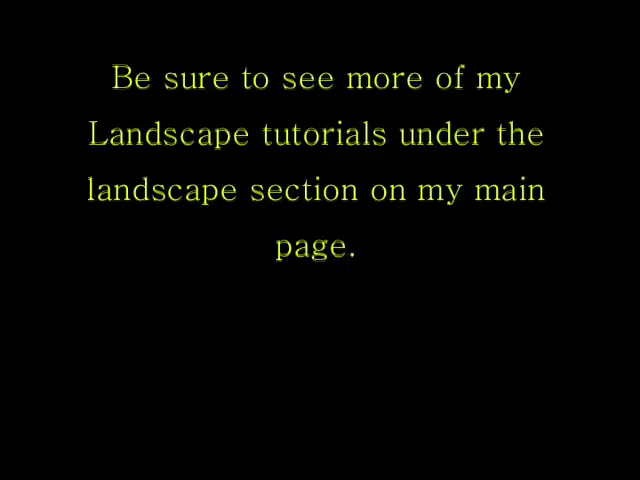 Be sure to see more of my
Landscape tutorials under the
landscape section on my main
page.